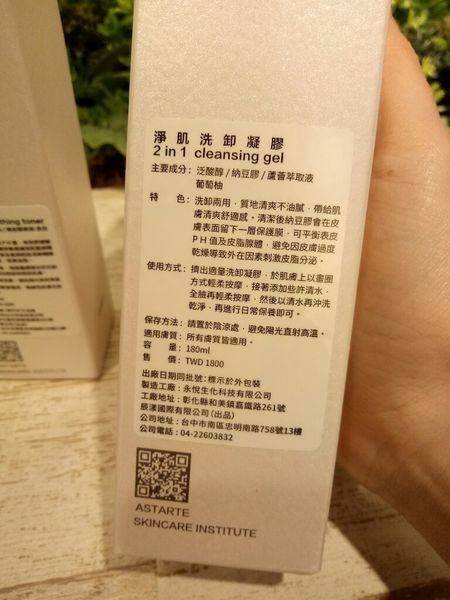 淨肌洗卸凝膠
2 in 1 cleansing gel
主要成分：泛酸醇／納豆膠／蘆薈萃取液
葡萄柚
特　　色：洗卸兩用，質地清爽不油膩，帶給肌
膚清爽舒適感。清潔後納豆膠會在皮
膚表面留下一層保護膜，可平衡表皮
PH值及皮脂腺體，避免因皮膚過度
乾燥導致外在因素刺激皮脂分泌。
使用方式：擠出適量洗卸凝膠，於肌膚上以畫圈
方式輕柔按摩，接著添加些許清水，
全臉再輕柔按摩，然後以清水再沖洗
乾淨，再進行日常保養即可。
保存方法：請置於陰涼處，避免陽光直射高溫。
適用膚質：所有膚質皆適用。
容　　量：180ml
售　　價：TWD 1800
出廠日期同批號：標示於外包裝
製造工廠：永悅生化科技有限公司
工廠地址：彰化縣和美鎮嘉鐵路261號
辰漾國際有限公司(出品)
公司地址：台中市南區忠明南路758號13樓
公司電話：04-22603832
ASTARTE
SKINCARE INSTITUTE
thing toner
INSTITUTE